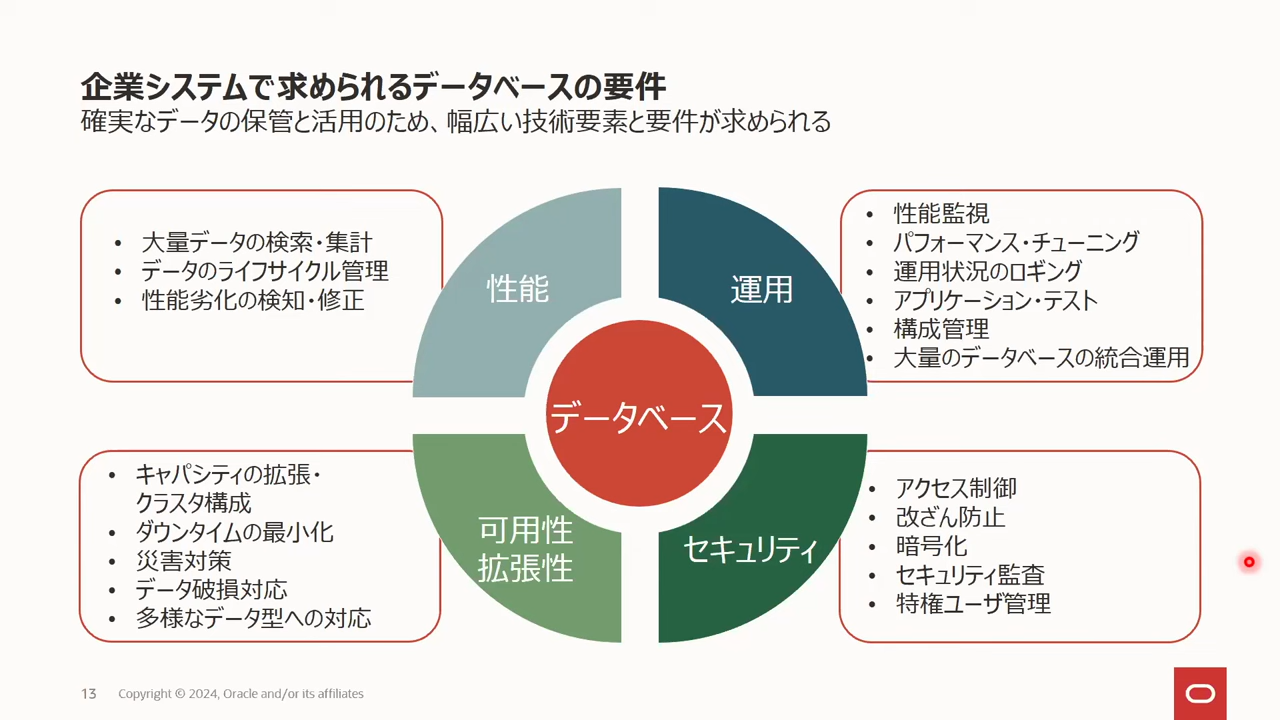 企業システムで求められるデータベースの要件
確実なデータの保管と活用のため、幅広い技術要素と要件が求められる
• 大量データの検索・集計
• データのライフサイクル管理
• 性能劣化の検知・修正
性能
運用
• 性能監視
• パフォーマンス・チューニング
• 運用状況のロギング
• アプリケーション・テスト
• 構成管理
• 大量のデータベースの統合運用
データベース
• キャパシティの拡張・
クラスタ構成
• ダウンタイムの最小化
• 災害対策
• データ破損対応
• 多様なデータ型への対応
可用性
拡張性
セキュリティ
• アクセス制御
• 改ざん防止
• 暗号化
• セキュリティ監査
• 特権ユーザ管理
13 Copyright © 2024, Oracle and/or its affiliates